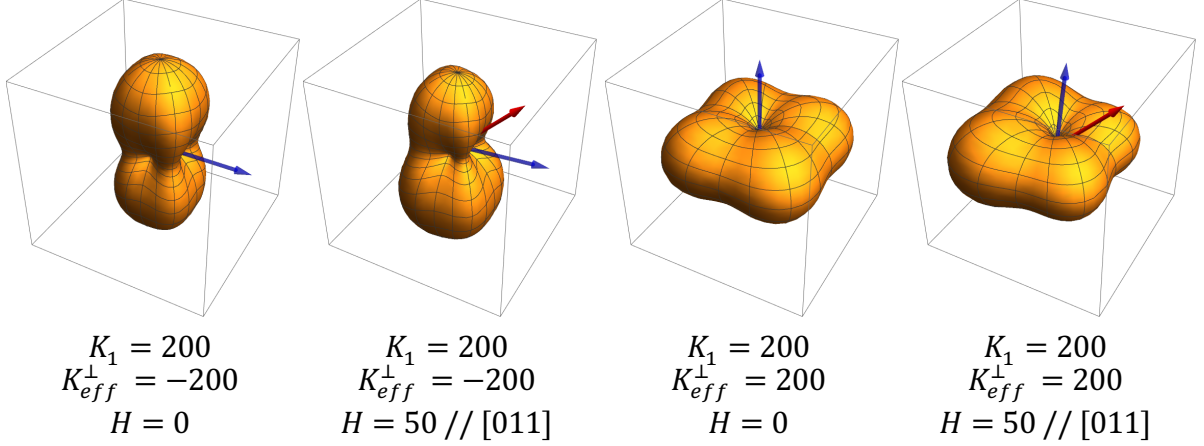 K₁ = 200
K⊥eff = −200
H = 0
K₁ = 200
K⊥eff = −200
H = 50 // [011]
K₁ = 200
K⊥eff = 200
H = 0
K₁ = 200
K⊥eff = 200
H = 50 // [011]